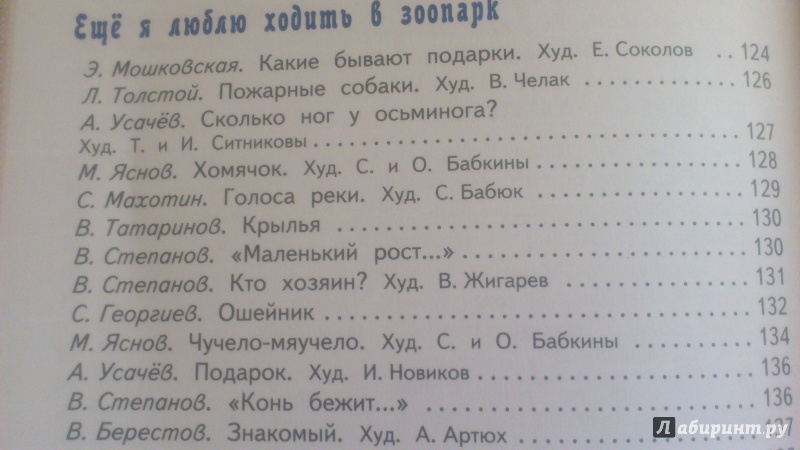 Ещё я люблю ходить в зоопарк
Э. Мошковская. Какие бывают подарки. Худ. Е. Соколов .. 124
Л. Толстой. Пожарные собаки. Худ. В. Челак ............... 126
А. Усачёв. Сколько ног у осьминога?
Худ. Т. и И. Ситниковы ........................................ 127
М. Яснов. Хомячок. Худ. С. и О. Бабкины ................. 128
С. Махотин. Голоса реки. Худ. С. Бабюк .................. 129
В. Татаринов. Крылья ........................................ 130
В. Степанов. «Маленький рост...» .......................... 130
В. Степанов. Кто хозяин? Худ. В. Жигарев ............... 131
С. Георгиев. Ошейник ........................................ 132
М. Яснов. Чучело-мяучело. Худ. С. и О. Бабкины ........ 134
А. Усачёв. Подарок. Худ. И. Новиков ...................... 136
В. Степанов. «Конь бежит...» .............................. 136
В. Берестов. Знакомый. Худ. А. Артюх ..................... 137
Лабиринт.ру